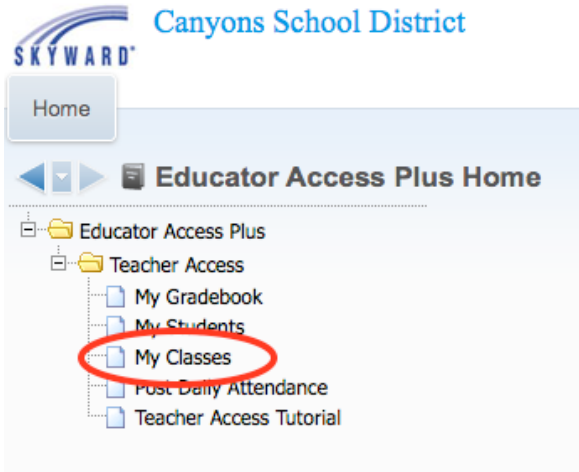 Canyons School District
SKYWARD
Home
Educator Access Plus Home
Educator Access Plus
Teacher Access
My Gradebook
My Students
My Classes
Post Daily Attendance
Teacher Access Tutorial